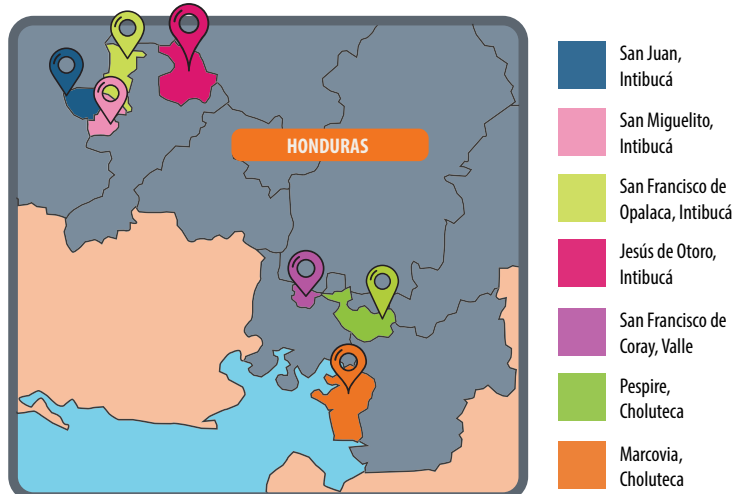 HONDURAS
San Juan,
Intibucá
San Miguelito,
Intibucá
San Francisco de
Opalaca, Intibucá
Jesús de Otoro,
Intibucá
San Francisco de
Coray, Valle
Pespire,
Choluteca
Marcovia,
Choluteca